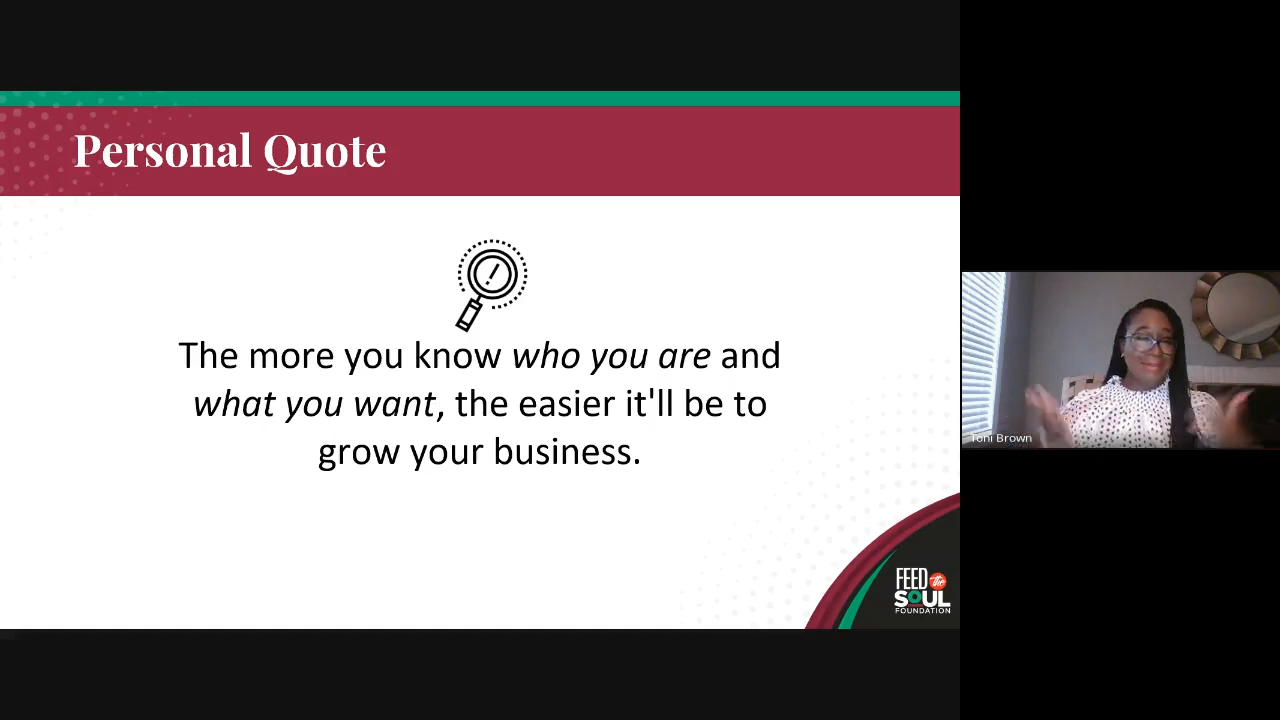 Personal Quote
The more you know who you are and
what you want, the easier it'll be to
grow your business.
Toni Brown
FEED the
SOUL
FOUNDATION